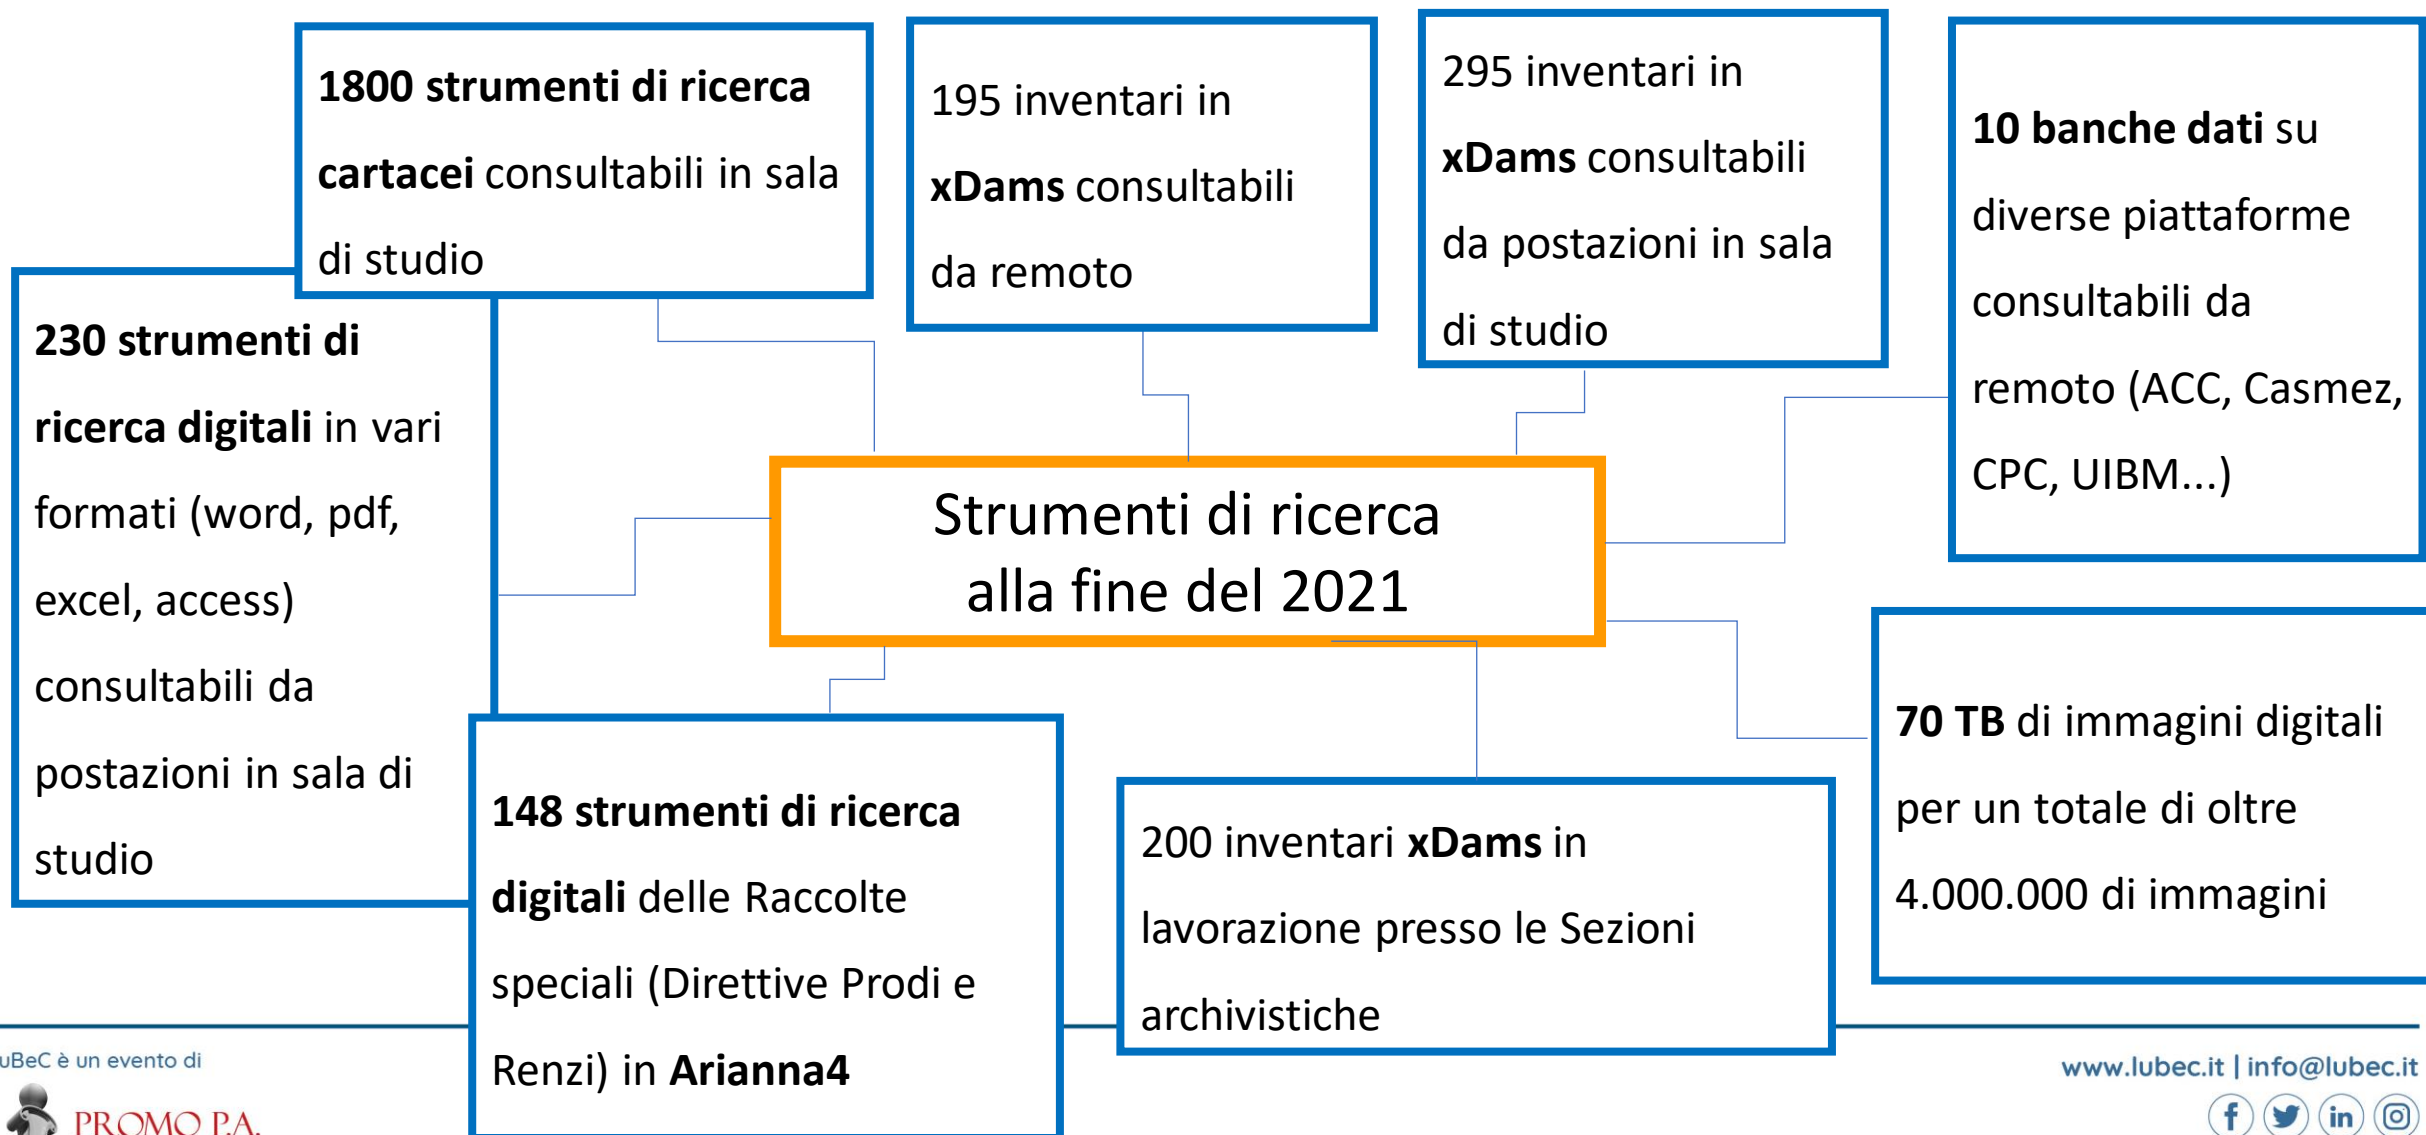 1800 strumenti di ricerca
cartacei consultabili in sala
di studio
195 inventari in
xDams consultabili
da remoto
295 inventari in
xDams consultabili
da postazioni in sala
di studio
10 banche dati su
diverse piattaforme
consultabili da
remoto (ACC, Casmez,
CPC, UIBM...)
230 strumenti di
ricerca digitali in vari
formati (word, pdf,
excel, access)
consultabili da
postazioni in sala di
studio
Strumenti di ricerca
alla fine del 2021
148 strumenti di ricerca
digitali delle Raccolte
speciali (Direttive Prodi e
Renzi) in Arianna4
200 inventari xDams in
lavorazione presso le Sezioni
archivistiche
70 TB di immagini digitali
per un totale di oltre
4.000.000 di immagini
uBeC è un evento di
PROMO P.A.
www.lubec.it | info@lubec.it